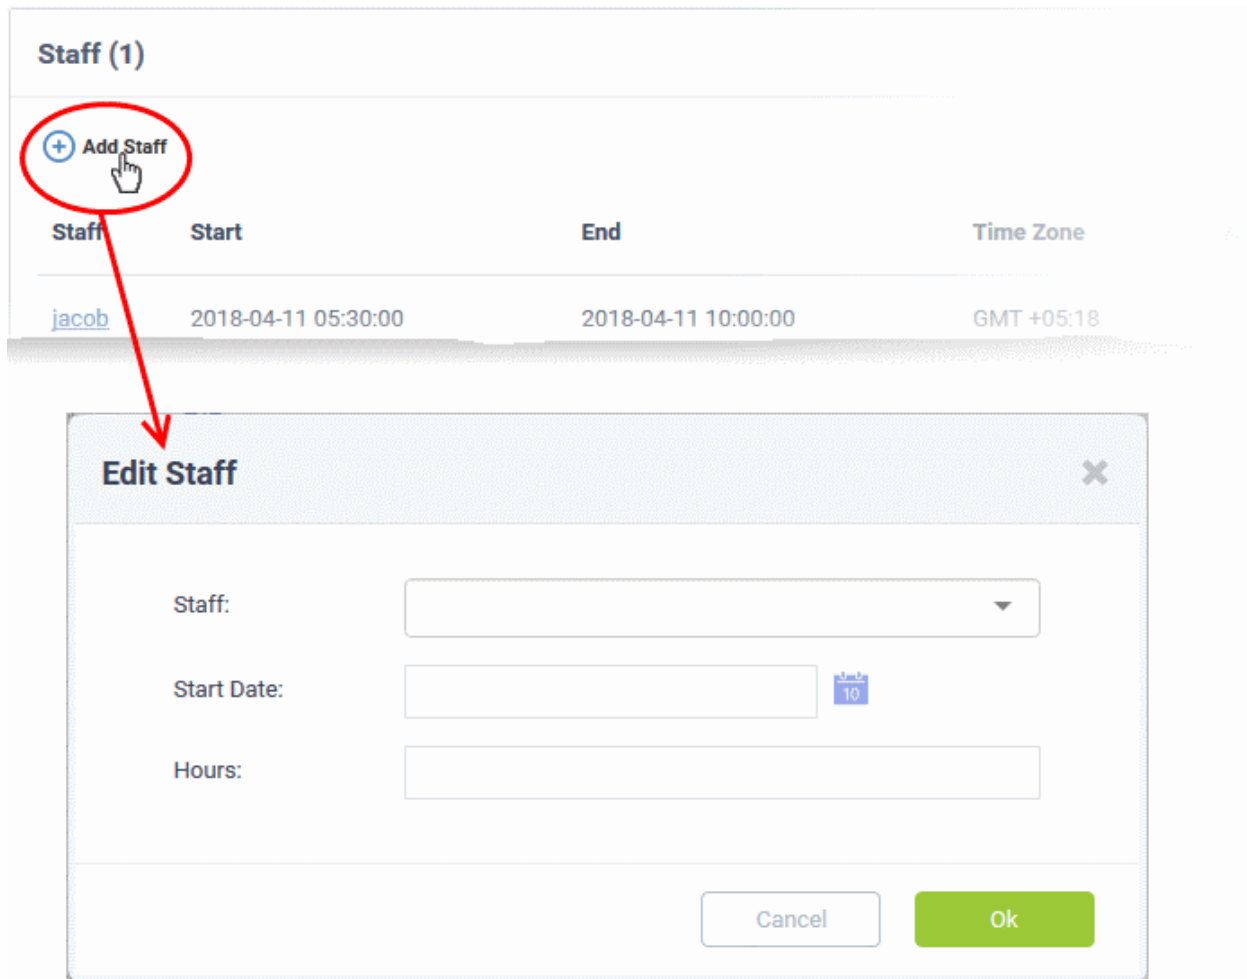 Staff (1)
Add Staff
Staff Start End Time Zone
jacob 2018-04-11 05:30:00 2018-04-11 10:00:00 GMT +05:18
Edit Staff
Staff:
Start Date:
10
Hours:
Cancel Ok